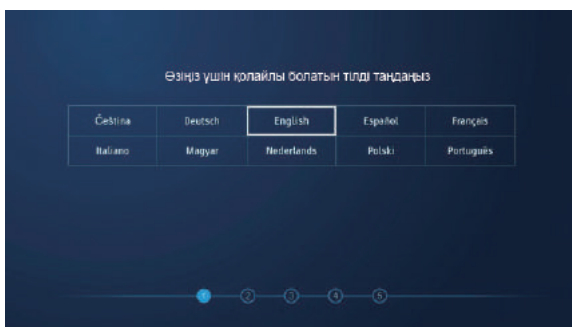 Өзіңіз үшін қолайлы болатын тілді таңдаңыз
Čeština Deutsch English Español Français
Italiano Magyar Nederlands Polski Português
1 2 3 4 5